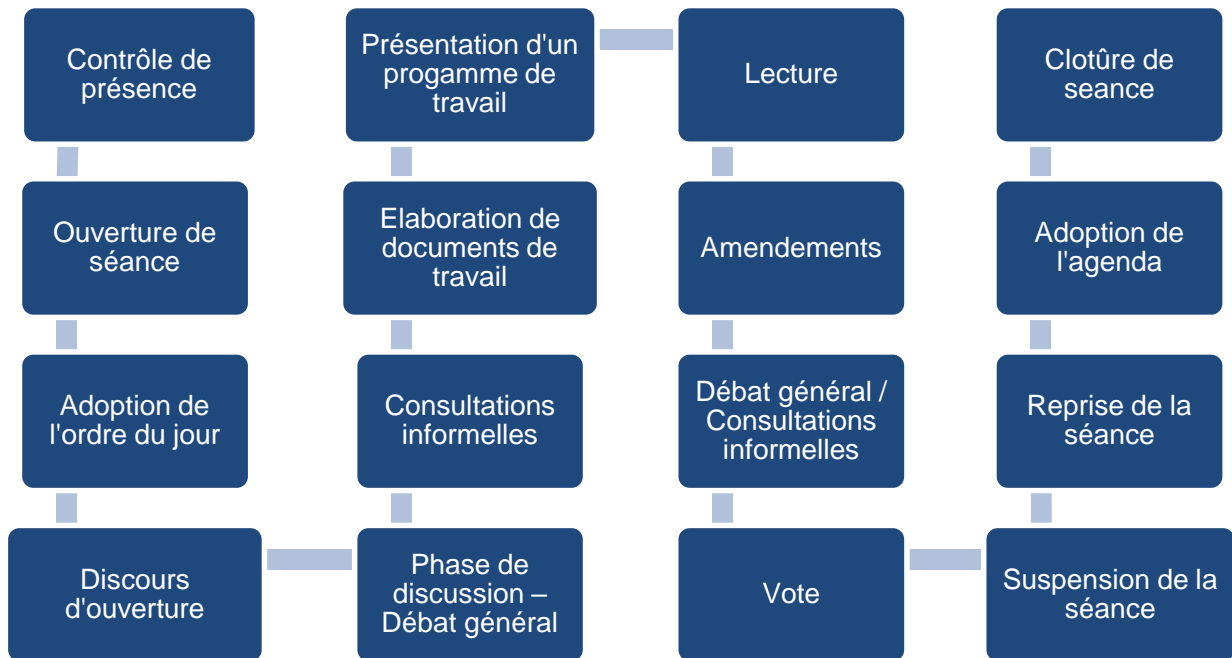 Contrôle de
présence
Ouverture de
séance
Adoption de
l'ordre du jour
Discours
d'ouverture
Phase de
discussion –
Débat général
Consultations
informelles
Elaboration de
documents de
travail
Présentation d'un
progamme de
travail
Lecture
Amendements
Débat général /
Consultations
informelles
Vote
Suspension de la
séance
Reprise de la
séance
Adoption de
l'agenda
Clotûre de
seance